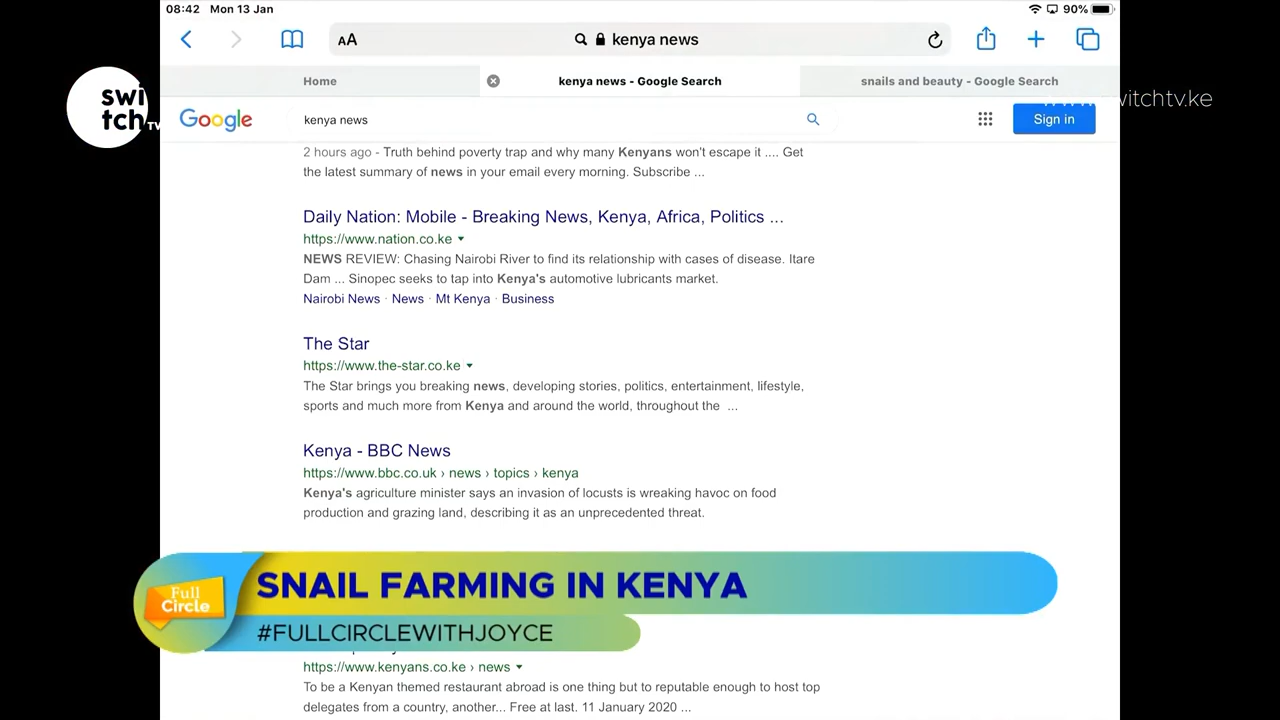 08:42 Mon 13 Jan
90%
AA
kenya news
Home
kenya news - Google Search
snails and beauty - Google Search
swi
tch
TV
itchtv.ke
Google
kenya news
Sign in
2 hours ago - Truth behind poverty trap and why many Kenyans won't escape it .... Get
the latest summary of news in your email every morning. Subscribe ...
Daily Nation: Mobile - Breaking News, Kenya, Africa, Politics ...
https://www.nation.co.ke
NEWS REVIEW: Chasing Nairobi River to find its relationship with cases of disease. Itare
Dam ... Sinopec seeks to tap into Kenya's automotive lubricants market.
Nairobi News · News · Mt Kenya · Business
The Star
https://www.the-star.co.ke
The Star brings you breaking news, developing stories, politics, entertainment, lifestyle,
sports and much more from Kenya and around the world, throughout the ...
Kenya - BBC News
https://www.bbc.co.uk › news › topics › kenya
Kenya's agriculture minister says an invasion of locusts is wreaking havoc on food
production and grazing land, describing it as an unprecedented threat.
Full
Circle
SNAIL FARMING IN KENYA
#FULLCIRCLEWITHJOYCE
https://www.kenyans.co.ke › news
To be a Kenyan themed restaurant abroad is one thing but to reputable enough to host top
delegates from a country, another... Free at last. 11 January 2020 ...